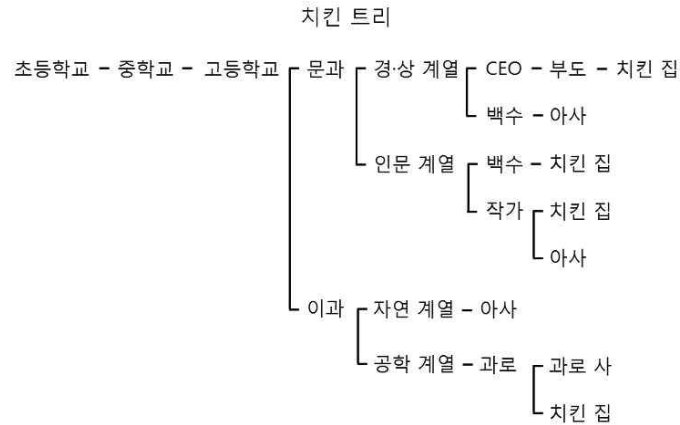 치킨 트리
초등학교 - 중학교 - 고등학교 문과 경·상 계열 CEO - 부도 - 치킨 집
백수 - 아사
인문 계열 백수 - 치킨 집
작가 치킨 집
아사
이과 자연 계열 - 아사
공학 계열 - 과로 과로 사
치킨 집